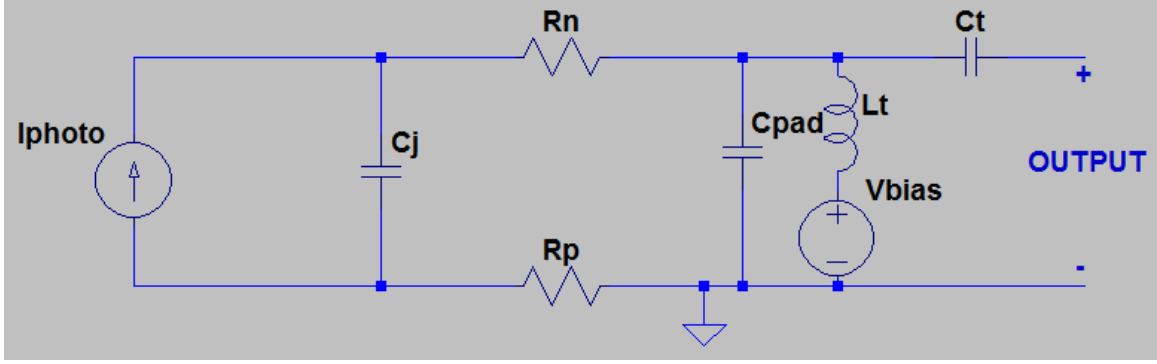 Rn
Ct
Iphoto
Cj
Cpad
Lt
+
OUTPUT
Vbias
+
-
Rp
-